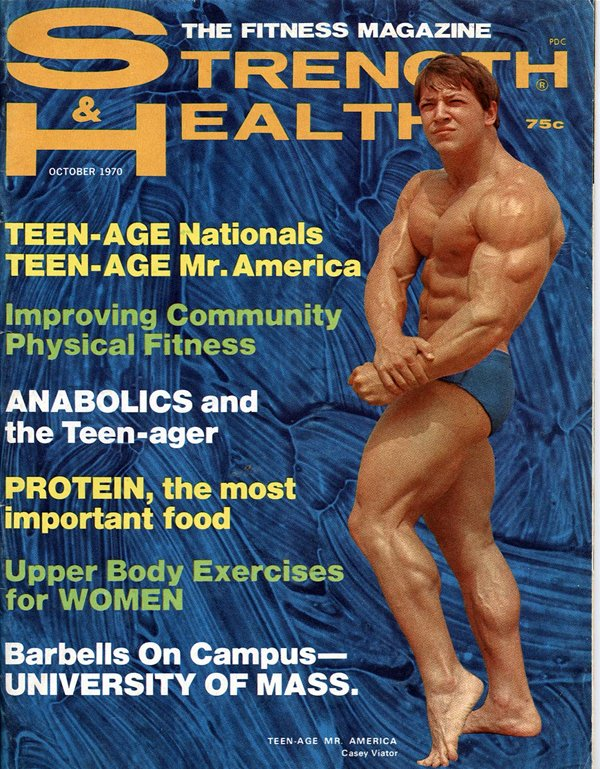 THE FITNESS MAGAZINE
STRENGTH
&
HEALTH
®
PDC
75c
OCTOBER 1970
TEEN-AGE Nationals
TEEN-AGE Mr. America
Improving Community
Physical Fitness
ANABOLICS and
the Teen-ager
PROTEIN, the most
important food
Upper Body Exercises
for WOMEN
Barbells On Campus—
UNIVERSITY OF MASS.
TEEN-AGE MR. AMERICA
Casey Viator